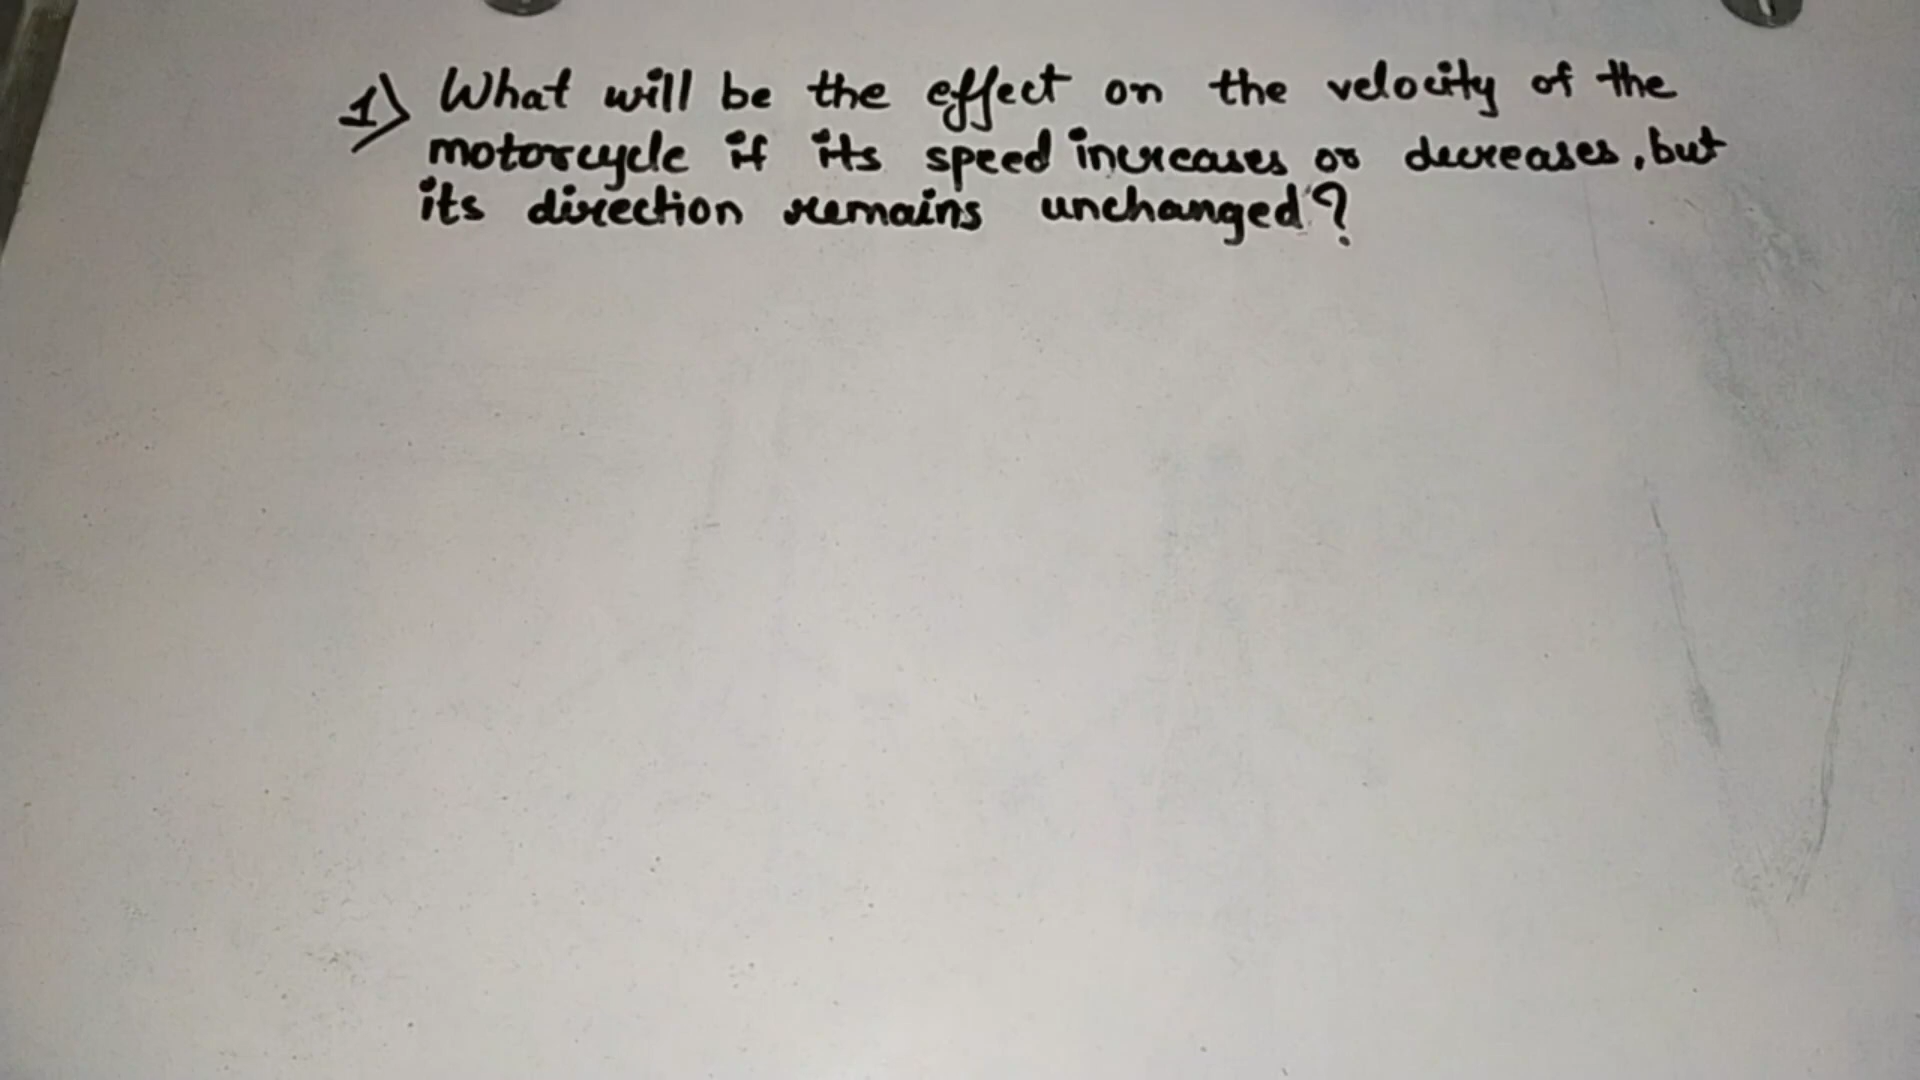 1) What will be the effect on the velocity of the
motorcycle if its speed increases or decreases, but
its direction remains unchanged?